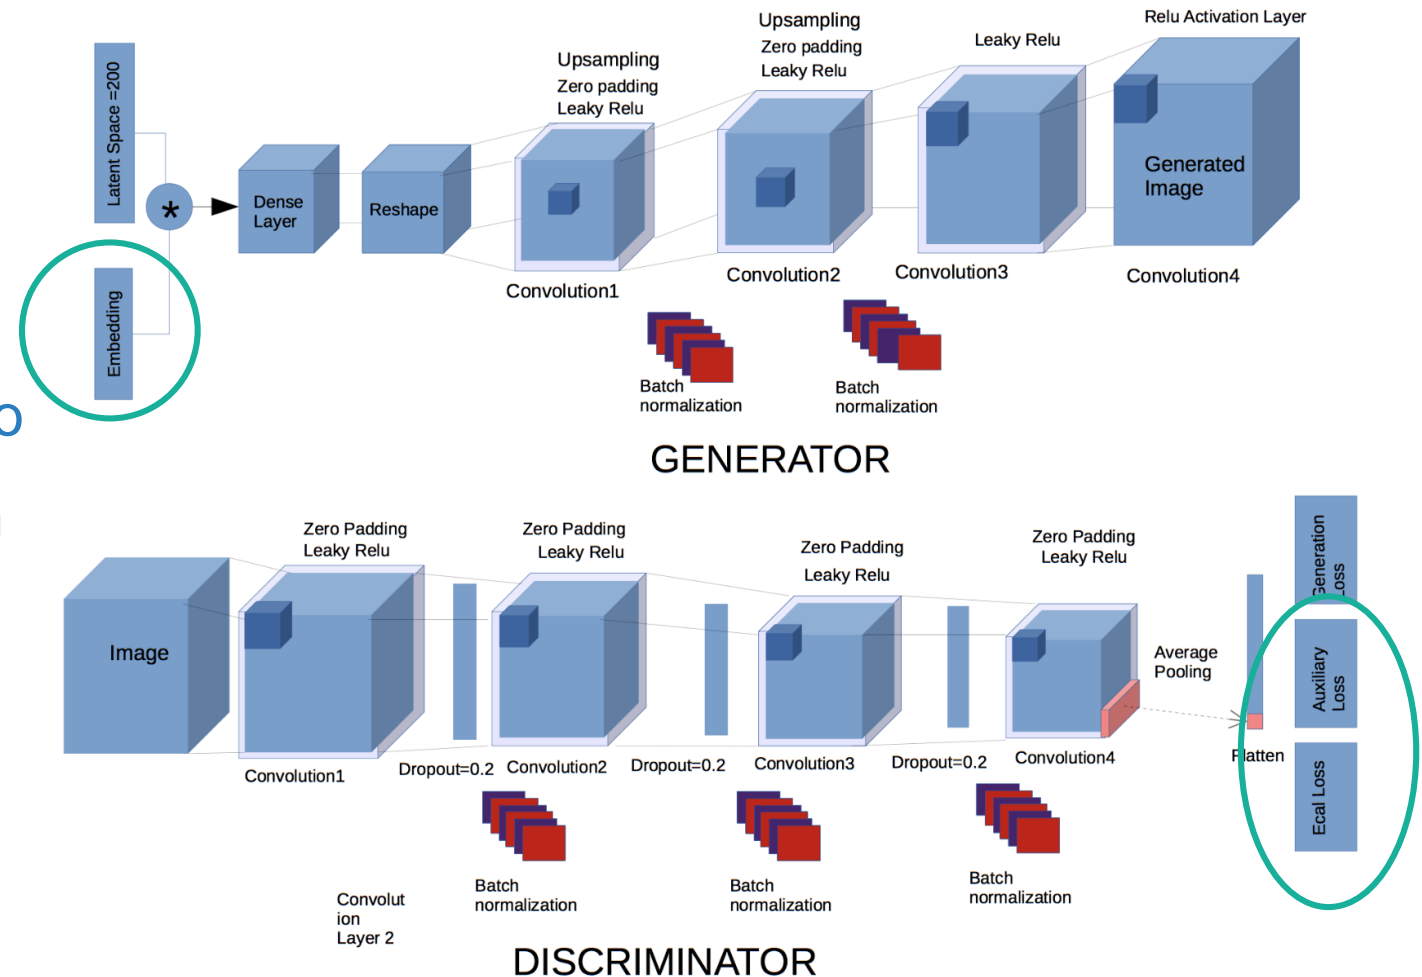 Latent Space =200
*
Embedding
Dense
Layer
Reshape
Upsampling
Zero padding
Leaky Relu
Convolution1
Upsampling
Zero padding
Leaky Relu
Convolution2
Leaky Relu
Convolution3
Relu Activation Layer
Generated
Image
Convolution4
Batch
normalization
Batch
normalization
GENERATOR
Image
Zero Padding
Leaky Relu
Convolution1
Dropout=0.2
Zero Padding
Leaky Relu
Convolution2
Dropout=0.2
Zero Padding
Leaky Relu
Convolution3
Dropout=0.2
Zero Padding
Leaky Relu
Convolution4
Average
Pooling
Flatten
Generation
Loss
Auxiliary
Loss
Ecal Loss
Batch
normalization
Batch
normalization
Batch
normalization
Convolut
ion
Layer 2
DISCRIMINATOR